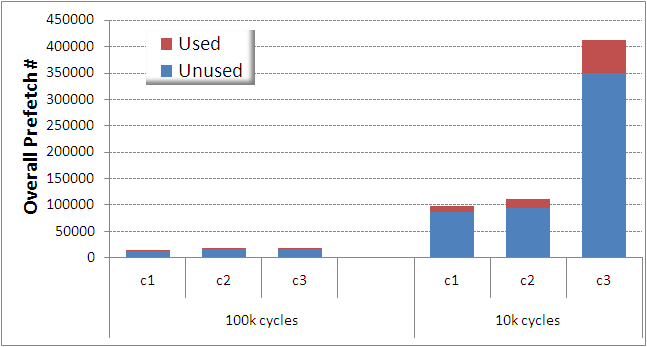 Overall Prefetch#
450000
400000
350000
300000
250000
200000
150000
100000
50000
0
Used
Unused
c1 c2 c3 c1 c2 c3
100k cycles 10k cycles